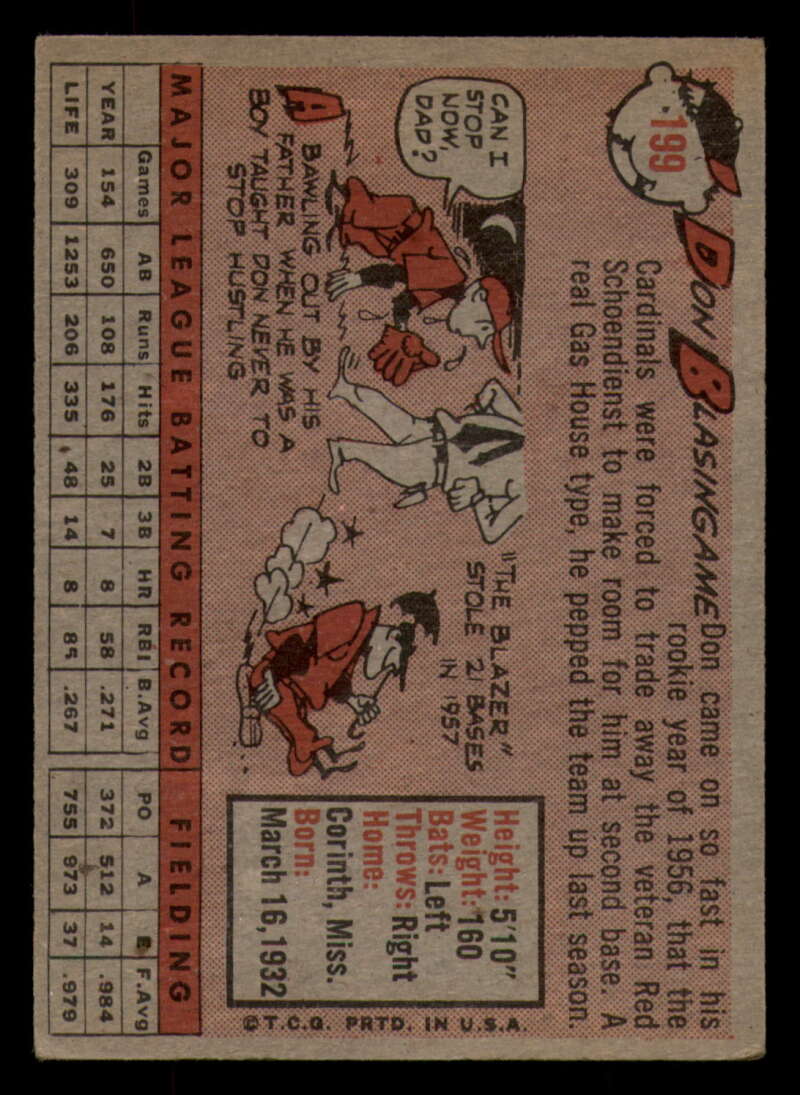 199
DON BLASINGAME
Don came on so fast in his
rookie year of 1956, that the
Cardinals were forced to trade away the veteran Red
Schoendienst to make room for him at second base. A
real Gas House type, he pepped the team up last season.
CAN I
STOP
NOW,
DAD?
A BAWLING OUT BY HIS
FATHER WHEN HE WAS A
BOY TAUGHT DON NEVER TO
STOP HUSTLING
"THE BLAZER"
STOLE 21 BASES
IN 1957
Height: 5'10"
Weight: 160
Bats: Left
Throws: Right
Home:
Corinth, Miss.
Born:
March 16, 1932
©T.C.G. PRTD. IN U.S.A.
MAJOR LEAGUE BATTING RECORD FIELDING
Games AB Runs Hits 2B 3B HR RBI B.Avg PO A E F.Avg
YEAR 154 650 108 176 25 7 8 58 .271 372 512 14 .984
LIFE 309 1253 206 335 48 14 8 85 .267 755 973 37 .979